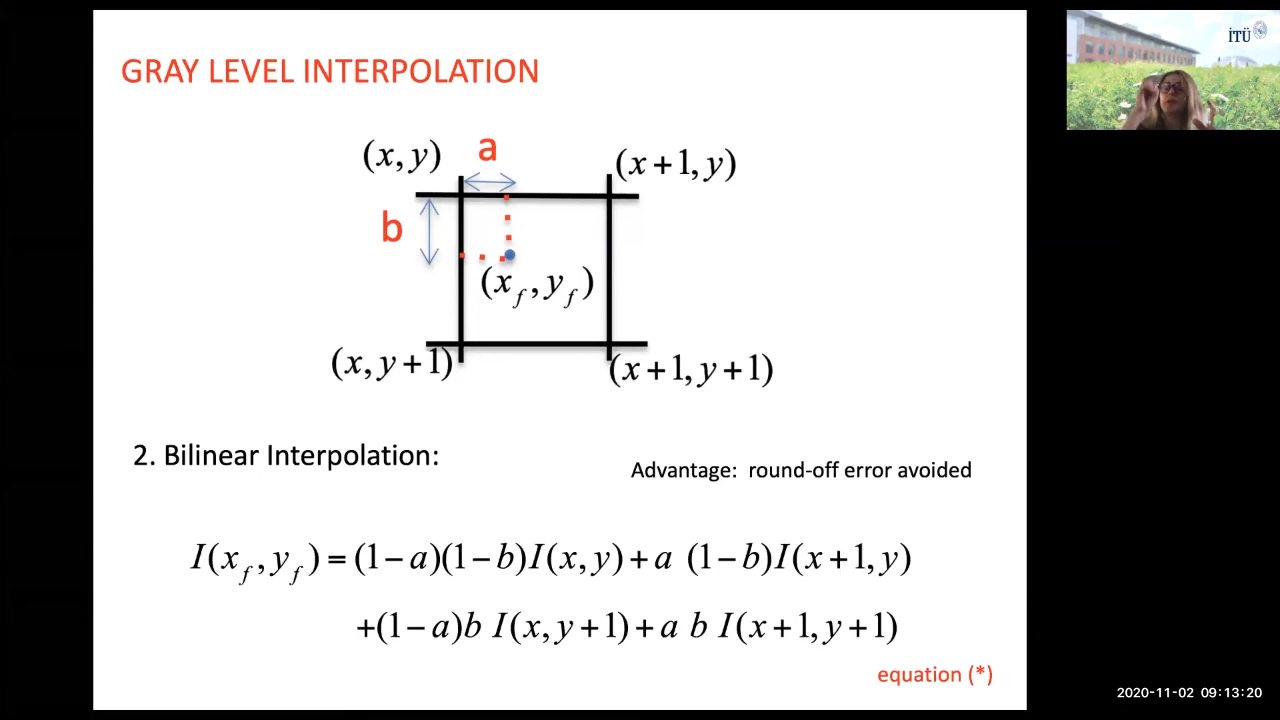 GRAY LEVEL INTERPOLATION
İTÜ
(x, y)
a
(x+1, y)
b
(x_f, y_f)
(x, y+1)
(x+1, y+1)
2. Bilinear Interpolation:
Advantage: round-off error avoided
I(x_f, y_f) = (1−a)(1−b)I(x, y)+a (1−b)I(x+1, y)
+(1−a)b I(x, y+1)+a b I(x+1, y+1)
equation (*)
2020-11-02 09:13:20